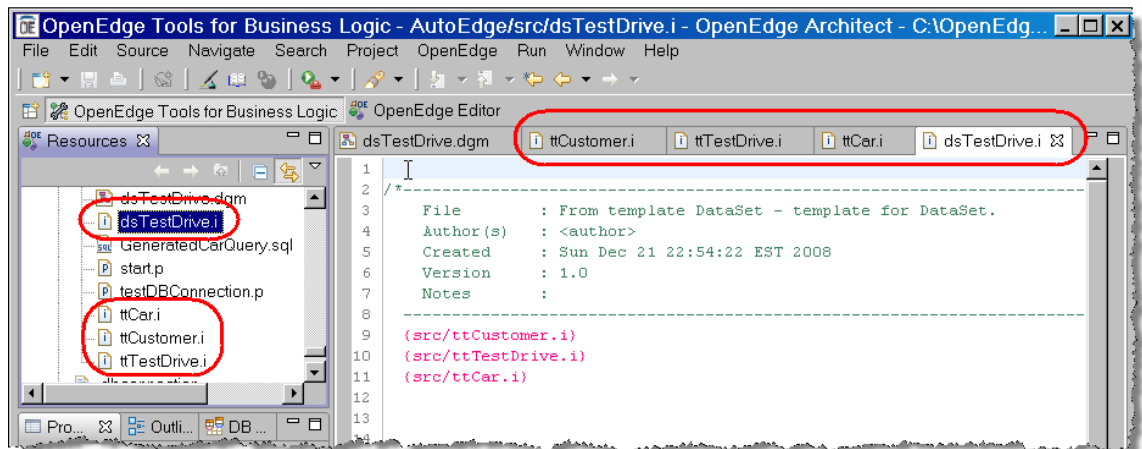 OpenEdge Tools for Business Logic - AutoEdge/src/dsTestDrive.i - OpenEdge Architect - C:\OpenEdg...
File Edit Source Navigate Search Project OpenEdge Run Window Help
OpenEdge Tools for Business Logic OpenEdge Editor
Resources
dsTestDrive.dgm
dsTestDrive.i
GeneratedCarQuery.sql
start.p
testDBConnection.p
ttCar.i
ttCustomer.i
ttTestDrive.i
dbconnection
Pro... Outli... DB ...
dsTestDrive.dgm ttCustomer.i ttTestDrive.i ttCar.i dsTestDrive.i
1
2 /*------------------------------------------------------------------------
3 File : From template DataSet - template for DataSet.
4 Author(s) : <author>
5 Created : Sun Dec 21 22:54:22 EST 2008
6 Version : 1.0
7 Notes :
8 ------------------------------------------------------------------------
9 {src/ttCustomer.i}
10 {src/ttTestDrive.i}
11 {src/ttCar.i}
12
13
14